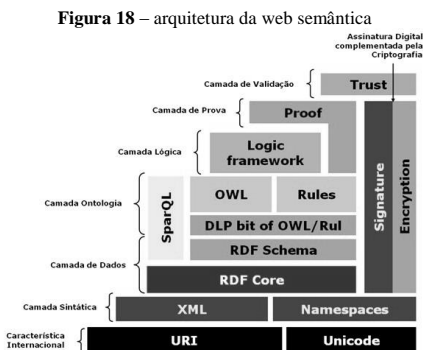 Figura 18 – arquitetura da web semântica
Assinatura Digital
complementada pela
Criptografia
Camada de Validação
Trust
Camada de Prova
Proof
Camada Lógica
Logic
framework
Signature
Encryption
Camada Ontologia
SparQL
OWL
Rules
DLP bit of OWL/Rul
Camada de Dados
RDF Schema
RDF Core
Camada Sintática
XML
Namespaces
Característica
Internacional
URI
Unicode